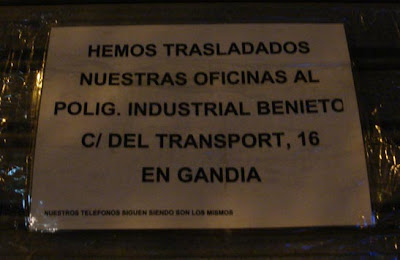 HEMOS TRASLADADOS
NUESTRAS OFICINAS AL
POLIG. INDUSTRIAL BENIETO
C/ DEL TRANSPORT, 16
EN GANDIA
NUESTROS TELEFONOS SIGUEN SIENDO SON LOS MISMOS